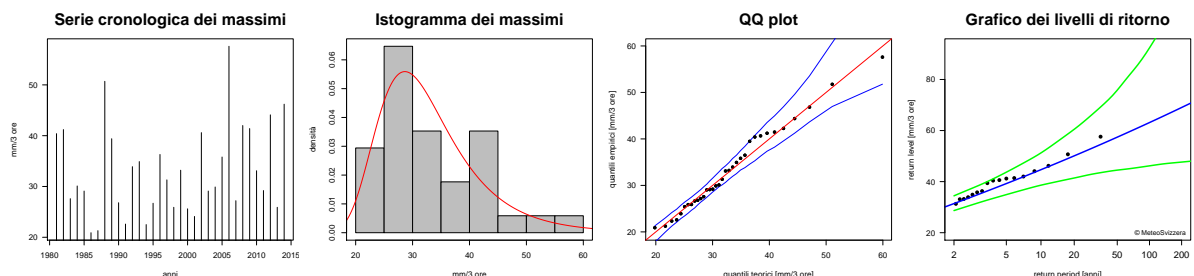 Serie cronologica dei massimi
mm/3 ore
50
40
30
20
1980 1985 1990 1995 2000 2005 2010 2015
anni
Istogramma dei massimi
densità
0.06
0.05
0.04
0.03
0.02
0.01
0.00
20 30 40 50 60
mm/3 ore
QQ plot
quantili empirici [mm/3 ore]
60
50
40
30
20
20 30 40 50 60
quantili teorici [mm/3 ore]
Grafico dei livelli di ritorno
return level [mm/3 ore]
80
60
40
20
© MeteoSvizzera
2 5 10 20 50 100 200
return period [anni]